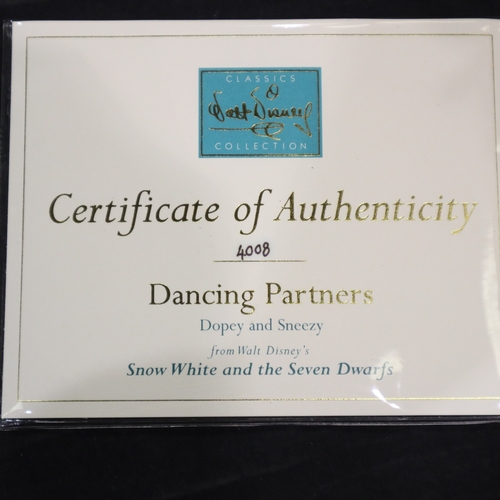 CLASSICS
Walt Disney
COLLECTION
Certificate of Authenticity
4008
Dancing Partners
Dopey and Sneezy
from Walt Disney's
Snow White and the Seven Dwarfs